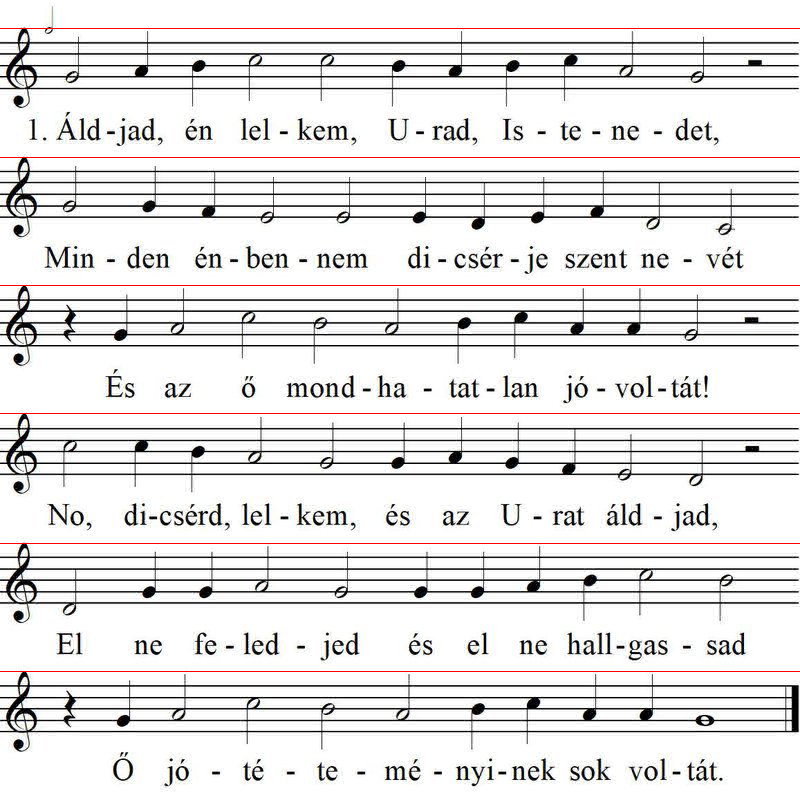 1. Áld-jad, én lel-kem, U-rad, Is-te-ne-det,
Min-den én-ben-nem di-csér-je szent ne-vét
És az ő mond-ha-tat-lan jó-vol-tát!
No, di-csérd, lel-kem, és az U-rat áld-jad,
El ne fe-led-jed és el ne hall-gas-sad
Ő jó-té-te-mé-nyi-nek sok vol-tát.